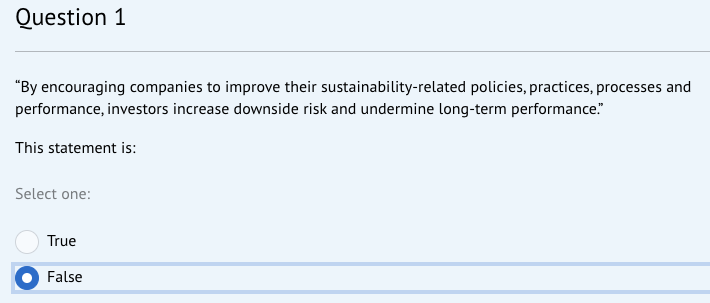 Question 1
“By encouraging companies to improve their sustainability-related policies, practices, processes and
performance, investors increase downside risk and undermine long-term performance.”
This statement is:
Select one:
True
False